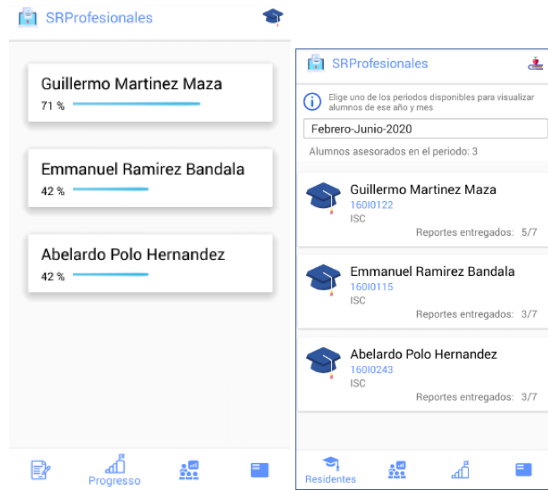 SRProfesionales
Guillermo Martinez Maza
71 %
Emmanuel Ramirez Bandala
42 %
Abelardo Polo Hernandez
42 %
Progresso
SRProfesionales
Elige uno de los periodos disponibles para visualizar
alumnos de ese año y mes
Febrero-Junio-2020
Alumnos asesorados en el periodo: 3
Guillermo Martinez Maza
160I0122
ISC
Reportes entregados: 5/7
Emmanuel Ramirez Bandala
160I0115
ISC
Reportes entregados: 3/7
Abelardo Polo Hernandez
160I0243
ISC
Reportes entregados: 3/7
Residentes